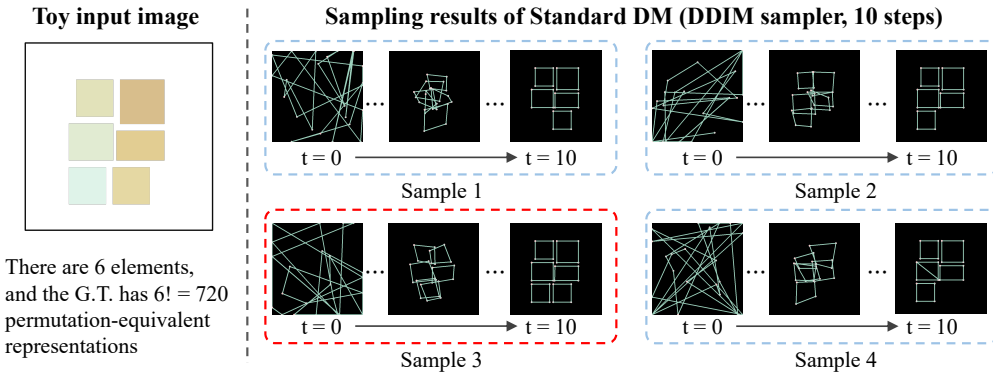 Toy input image
There are 6 elements,
and the G.T. has 6! = 720
permutation-equivalent
representations
Sampling results of Standard DM (DDIM sampler, 10 steps)
... ...
t = 0 t = 10
Sample 1
... ...
t = 0 t = 10
Sample 2
... ...
t = 0 t = 10
Sample 3
... ...
t = 0 t = 10
Sample 4